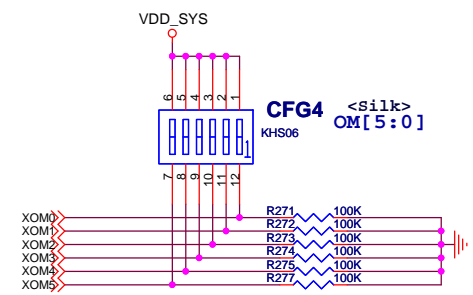 VDD_SYS
6 5 4 3 2 1
CFG4 <Silk>
KHS06 OM[5:0]
1
7 8 9 10 11 12
XOM0 R271 100K
XOM1 R272 100K
XOM2 R273 100K
XOM3 R274 100K
XOM4 R275 100K
XOM5 R277 100K